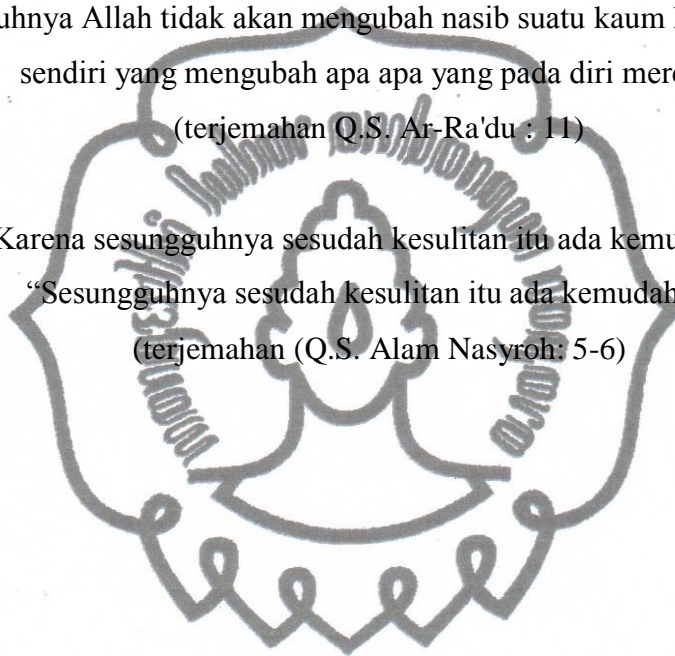 uhnya Allah tidak akan mengubah nasib suatu kaum
sendiri yang mengubah apa apa yang pada diri mere
(terjemahan Q.S. Ar-Ra'du : 11)
Karena sesungguhnya sesudah kesulitan itu ada kemu
“Sesungguhnya sesudah kesulitan itu ada kemudah
(terjemahan (Q.S. Alam Nasyroh: 5-6)